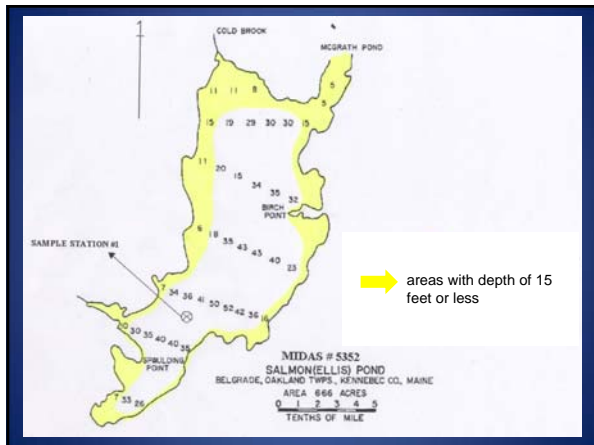 1
COLD BROOK
MCGRATH POND
5
5
11 11 8
15 19 29 30 30 15
11 20 15 34 35 32
BIRCH
POINT
6 18 35 43 43 40 23
SAMPLE STATION #1
areas with depth of 15
feet or less
7 34 36 41 50 52 42 36 16
30 35 40 40 35
SPAULDING
POINT
7 33 26
MIDAS # 5352
SALMON(ELLIS) POND
BELGRADE, OAKLAND TWPS., KENNEBEC CO., MAINE
AREA 666 ACRES
0 1 2 3 4 5
TENTHS OF MILE